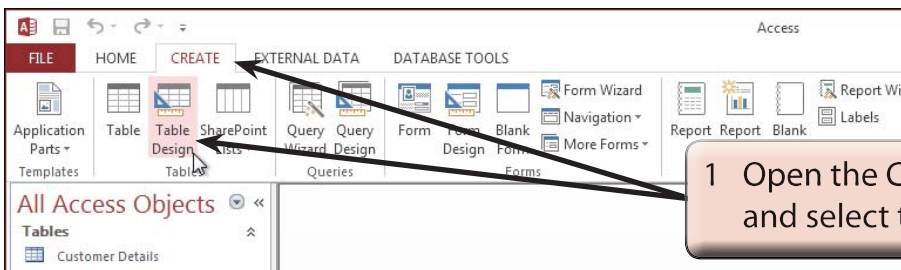 Access
FILE HOME CREATE EXTERNAL DATA DATABASE TOOLS
Application Parts
Table
Table Design
SharePoint Lists
Query Wizard
Query Design
Form
Form Design
Blank Form
Form Wizard
Navigation
More Forms
Report
Report
Blank
Report Wi
Labels
Templates
Tables
Queries
Forms
1 Open the C
and select t
All Access Objects
Tables
Customer Details